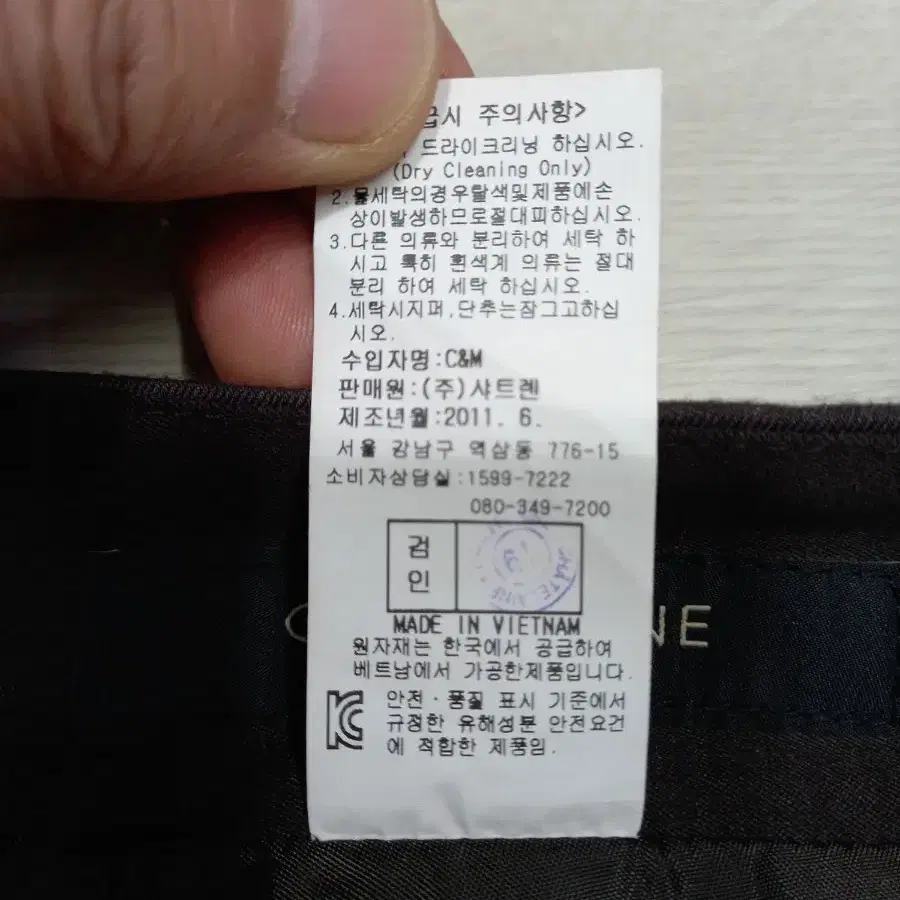 급시 주의사항>
드라이크리닝 하십시오.
(Dry Cleaning Only)
2.물세탁의경우탈색및제품에손
상이발생하므로절대피하십시오.
3.다른 의류와 분리하여 세탁 하
시고 특히 흰색계 의류는 절대
분리 하여 세탁 하십시오.
4.세탁시지퍼,단추는잠그고하십
시오.
수입자명:C&M
판매원:(주)샤트렌
제조년월:2011. 6.
서울 강남구 역삼동 776-15
소비자상담실:1599-7222
080-349-7200
검
인
MADE IN VIETNAM
NE
원자재는 한국에서 공급하여
베트남에서 가공한제품입니다.
안전·품질 표시 기준에서
규정한 유해성분 안전요건
에 적합한 제품임.